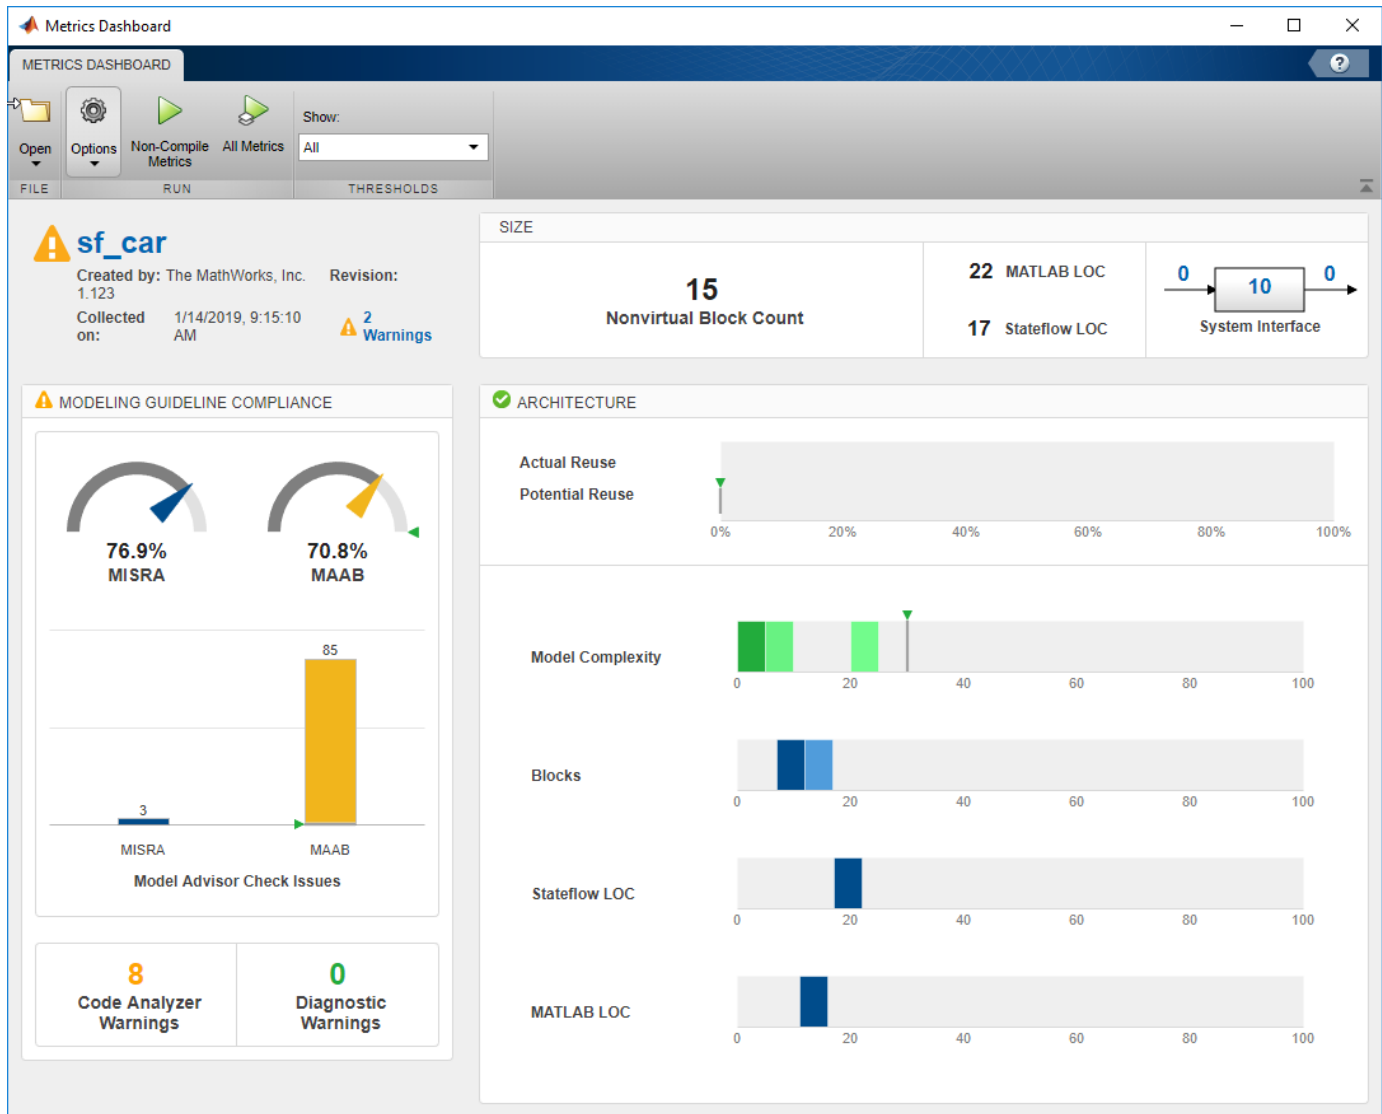 Metrics Dashboard
METRICS DASHBOARD
?
Open
Options
Non-Compile
Metrics
All Metrics
Show:
All
FILE
RUN
THRESHOLDS
sf_car
Created by: The MathWorks, Inc. Revision:
1.123
Collected 1/14/2019, 9:15:10
on: AM
2
Warnings
SIZE
15
Nonvirtual Block Count
22 MATLAB LOC
17 Stateflow LOC
0 10 0
System Interface
MODELING GUIDELINE COMPLIANCE
76.9%
MISRA
70.8%
MAAB
85
3
MISRA MAAB
Model Advisor Check Issues
8
Code Analyzer
Warnings
0
Diagnostic
Warnings
ARCHITECTURE
Actual Reuse
Potential Reuse
0% 20% 40% 60% 80% 100%
Model Complexity
0 20 40 60 80 100
Blocks
0 20 40 60 80 100
Stateflow LOC
0 20 40 60 80 100
MATLAB LOC
0 20 40 60 80 100